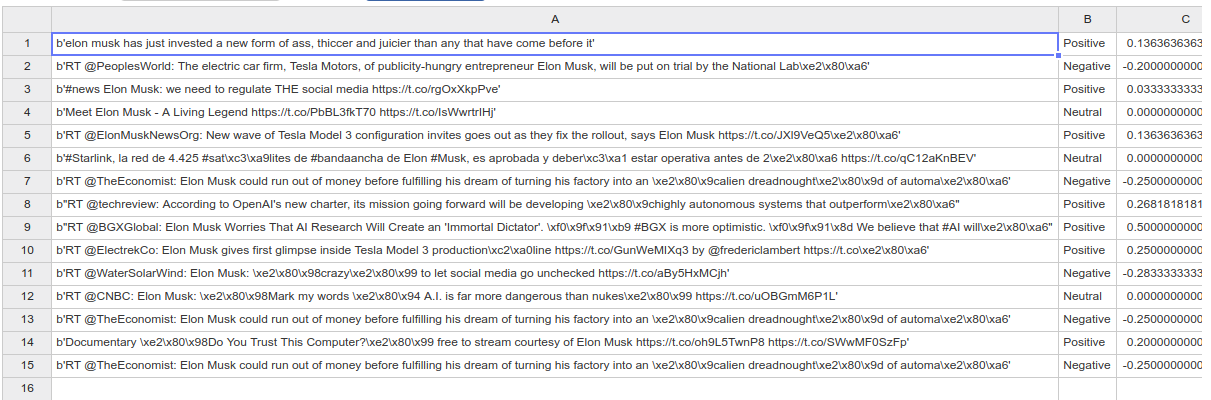 A B C
1 b'elon musk has just invested a new form of ass, thiccer and juicier than any that have come before it' Positive 0.1363636363
2 b'RT @PeoplesWorld: The electric car firm, Tesla Motors, of publicity-hungry entrepreneur Elon Musk, will be put on trial by the National Lab\xe2\x80\xa6' Negative -0.2000000000
3 b'#news Elon Musk: we need to regulate THE social media https://t.co/rgOxXkpPve' Positive 0.0333333333
4 b'Meet Elon Musk - A Living Legend https://t.co/PbBL3fkT70 https://t.co/IsWwrtrlHj' Neutral 0.0000000000
5 b'RT @ElonMuskNewsOrg: New wave of Tesla Model 3 configuration invites goes out as they fix the rollout, says Elon Musk https://t.co/JXl9VeQ5\xe2\x80\xa6' Positive 0.1363636363
6 b'#Starlink, la red de 4.425 #sat\xc3\xa9lites de #bandaancha de Elon #Musk, es aprobada y deber\xc3\xa1 estar operativa antes de 2\xe2\x80\xa6 https://t.co/qC12aKnBEV' Neutral 0.0000000000
7 b'RT @TheEconomist: Elon Musk could run out of money before fulfilling his dream of turning his factory into an \xe2\x80\x9calien dreadnought\xe2\x80\x9d of automa\xe2\x80\xa6' Negative -0.2500000000
8 b"RT @techreview: According to OpenAI's new charter, its mission going forward will be developing \xe2\x80\x9chighly autonomous systems that outperform\xe2\x80\xa6" Positive 0.2681818181
9 b"RT @BGXGlobal: Elon Musk Worries That AI Research Will Create an 'Immortal Dictator'. \xf0\x9f\x91\xb9 #BGX is more optimistic. \xf0\x9f\x91\x8d We believe that #AI will\xe2\x80\xa6" Positive 0.5000000000
10 b'RT @ElectrekCo: Elon Musk gives first glimpse inside Tesla Model 3 production\xc2\xa0line https://t.co/GunWeMIXq3 by @fredericlambert https://t.co\xe2\x80\xa6' Positive 0.2500000000
11 b'RT @WaterSolarWind: Elon Musk: \xe2\x80\x98crazy\xe2\x80\x99 to let social media go unchecked https://t.co/aBy5HxMCjh' Negative -0.2833333333
12 b'RT @CNBC: Elon Musk: \xe2\x80\x98Mark my words \xe2\x80\x94 A.I. is far more dangerous than nukes\xe2\x80\x99 https://t.co/uOBGmM6P1L' Neutral 0.0000000000
13 b'RT @TheEconomist: Elon Musk could run out of money before fulfilling his dream of turning his factory into an \xe2\x80\x9calien dreadnought\xe2\x80\x9d of automa\xe2\x80\xa6' Negative -0.2500000000
14 b'Documentary \xe2\x80\x98Do You Trust This Computer?\xe2\x80\x99 free to stream courtesy of Elon Musk https://t.co/oh9L5TwnP8 https://t.co/SWwMF0SzFp' Positive 0.2000000000
15 b'RT @TheEconomist: Elon Musk could run out of money before fulfilling his dream of turning his factory into an \xe2\x80\x9calien dreadnought\xe2\x80\x9d of automa\xe2\x80\xa6' Negative -0.2500000000
16